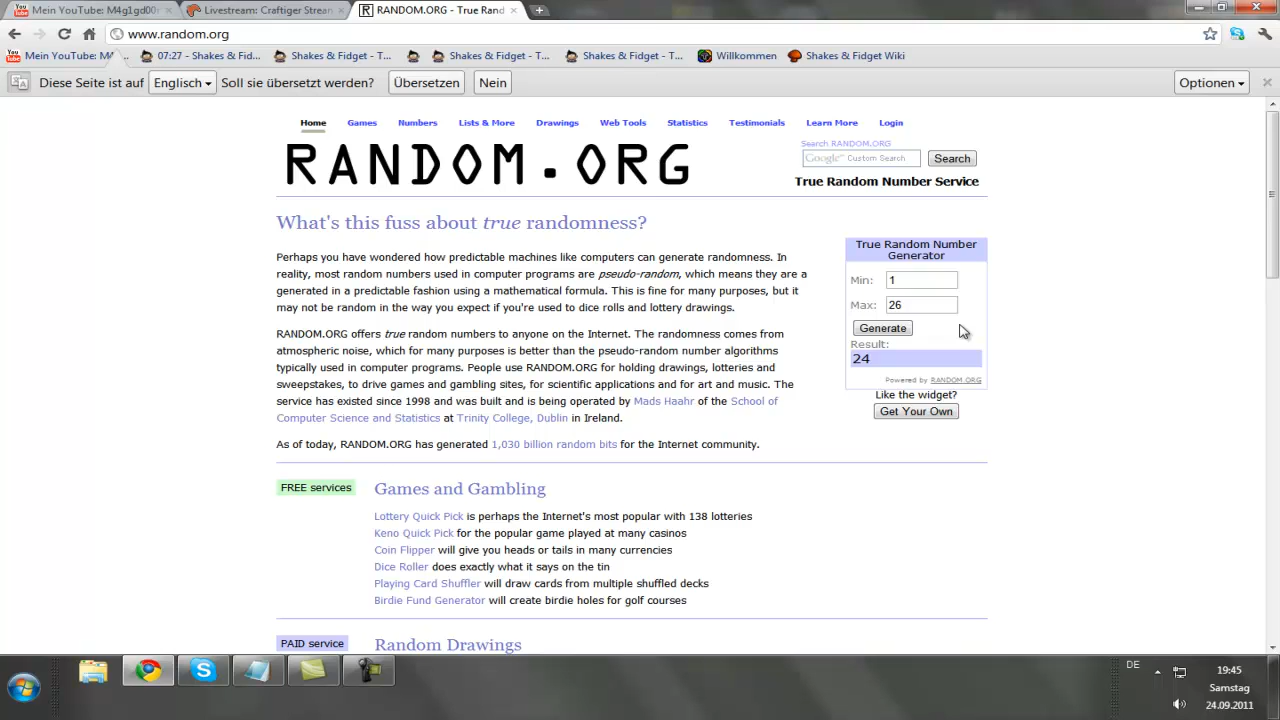 Mein YouTube: M4g1gd00r
Livestream: Craftiger Stream
RANDOM.ORG - True Rand
www.random.org
Mein YouTube: M4
07:27 - Shakes & Fid...
Shakes & Fidget - T...
Shakes & Fidget - T...
Shakes & Fidget - T...
Willkommen
Shakes & Fidget Wiki
Diese Seite ist auf Englisch Soll sie übersetzt werden? Übersetzen Nein Optionen
Home Games Numbers Lists & More Drawings Web Tools Statistics Testimonials Learn More Login
RANDOM.ORG
Search RANDOM.ORG
Google™ Custom Search Search
True Random Number Service
What's this fuss about true randomness?
Perhaps you have wondered how predictable machines like computers can generate randomness. In
reality, most random numbers used in computer programs are pseudo-random, which means they are a
generated in a predictable fashion using a mathematical formula. This is fine for many purposes, but it
may not be random in the way you expect if you're used to dice rolls and lottery drawings.
RANDOM.ORG offers true random numbers to anyone on the Internet. The randomness comes from
atmospheric noise, which for many purposes is better than the pseudo-random number algorithms
typically used in computer programs. People use RANDOM.ORG for holding drawings, lotteries and
sweepstakes, to drive games and gambling sites, for scientific applications and for art and music. The
service has existed since 1998 and was built and is being operated by Mads Haahr of the School of
Computer Science and Statistics at Trinity College, Dublin in Ireland.
As of today, RANDOM.ORG has generated 1,030 billion random bits for the Internet community.
True Random Number
Generator
Min: 1
Max: 26
Generate
Result:
24
Powered by RANDOM.ORG
Like the widget?
Get Your Own
FREE services
Games and Gambling
Lottery Quick Pick is perhaps the Internet's most popular with 138 lotteries
Keno Quick Pick for the popular game played at many casinos
Coin Flipper will give you heads or tails in many currencies
Dice Roller does exactly what it says on the tin
Playing Card Shuffler will draw cards from multiple shuffled decks
Birdie Fund Generator will create birdie holes for golf courses
PAID service
Random Drawings
DE
19:45
Samstag
24.09.2011